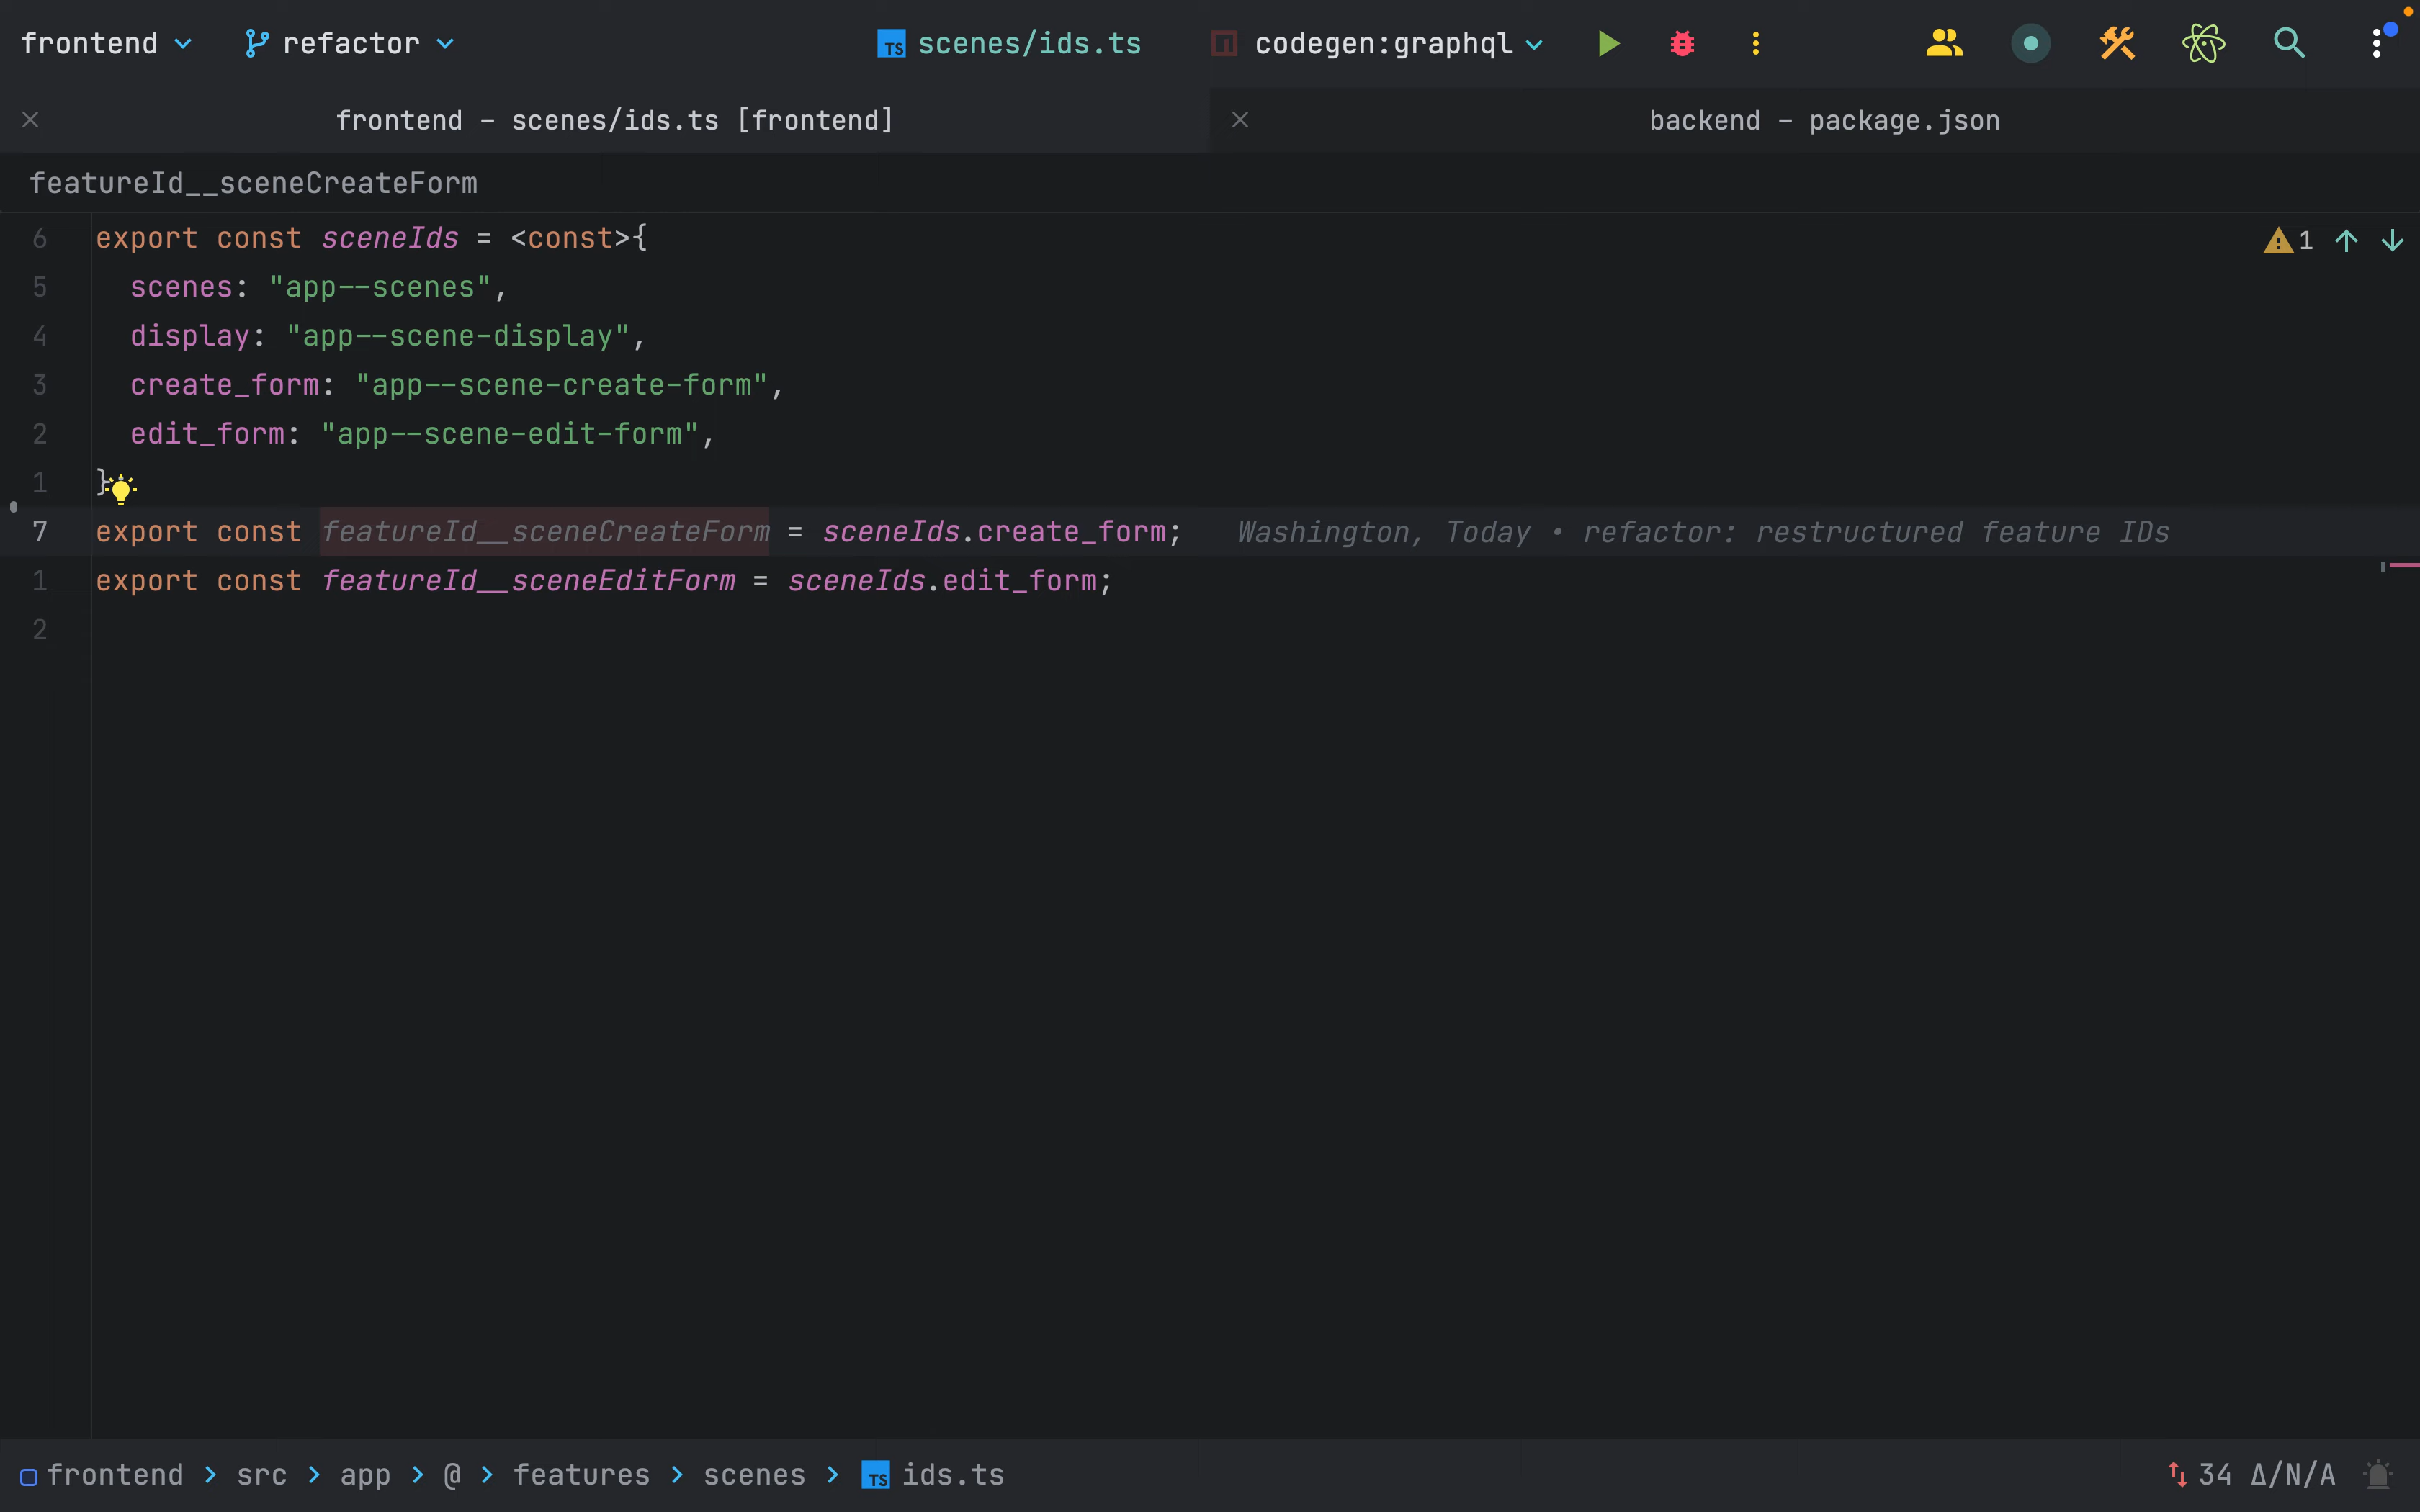 frontend refactor TS scenes/ids.ts codegen:graphql
frontend – scenes/ids.ts [frontend] backend – package.json
featureId__sceneCreateForm
6 export const sceneIds = <const>{ 1
5 scenes: "app--scenes",
4 display: "app--scene-display",
3 create_form: "app--scene-create-form",
2 edit_form: "app--scene-edit-form",
1 }
7 export const featureId__sceneCreateForm = sceneIds.create_form; Washington, Today • refactor: restructured feature IDs
1 export const featureId__sceneEditForm = sceneIds.edit_form;
2
frontend > src > app > @ > features > scenes > TS ids.ts 34 Δ/N/A